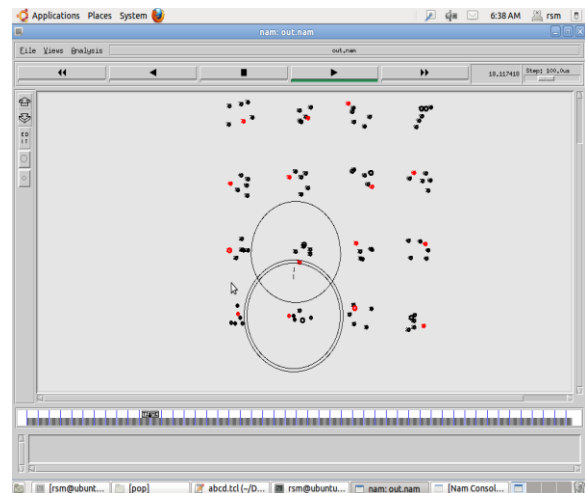 Applications Places System 6:38 AM rsm
nam: out.nam
File Views Analysis out.nam
10.117410 Step: 100.0us
[rsm@ubunt... [pop] abcd.tcl (~/D... rsm@ubuntu... nam: out.nam [Nam Consol...